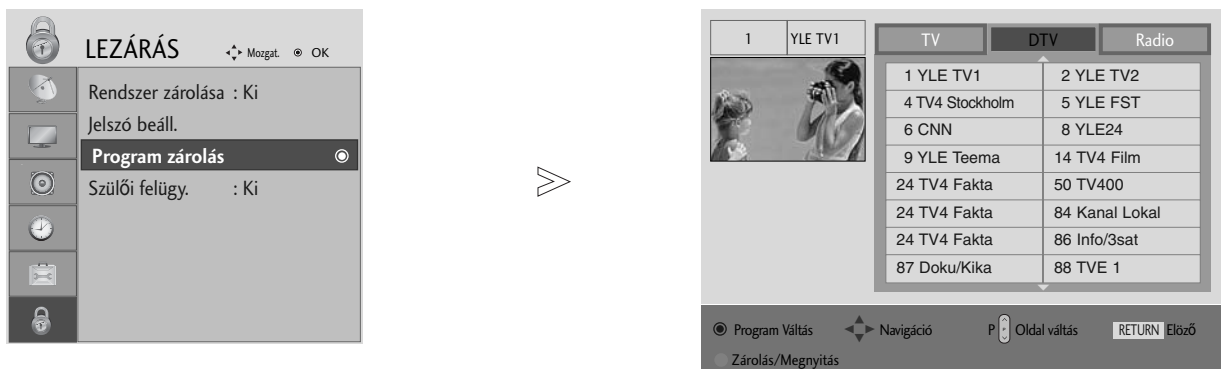 LEZÁRÁS Mozgat. OK
Rendszer zárolása : Ki
Jelszó beáll.
Program zárolás
Szülői felügy. : Ki
1 YLE TV1
TV DTV Radio
1 YLE TV1 2 YLE TV2
4 TV4 Stockholm 5 YLE FST
6 CNN 8 YLE24
9 YLE Teema 14 TV4 Film
24 TV4 Fakta 50 TV400
24 TV4 Fakta 84 Kanal Lokal
24 TV4 Fakta 86 Info/3sat
87 Doku/Kika 88 TVE 1
Program Váltás Navigáció P Oldal váltás RETURN Elöző
Zárolás/Megnyitás